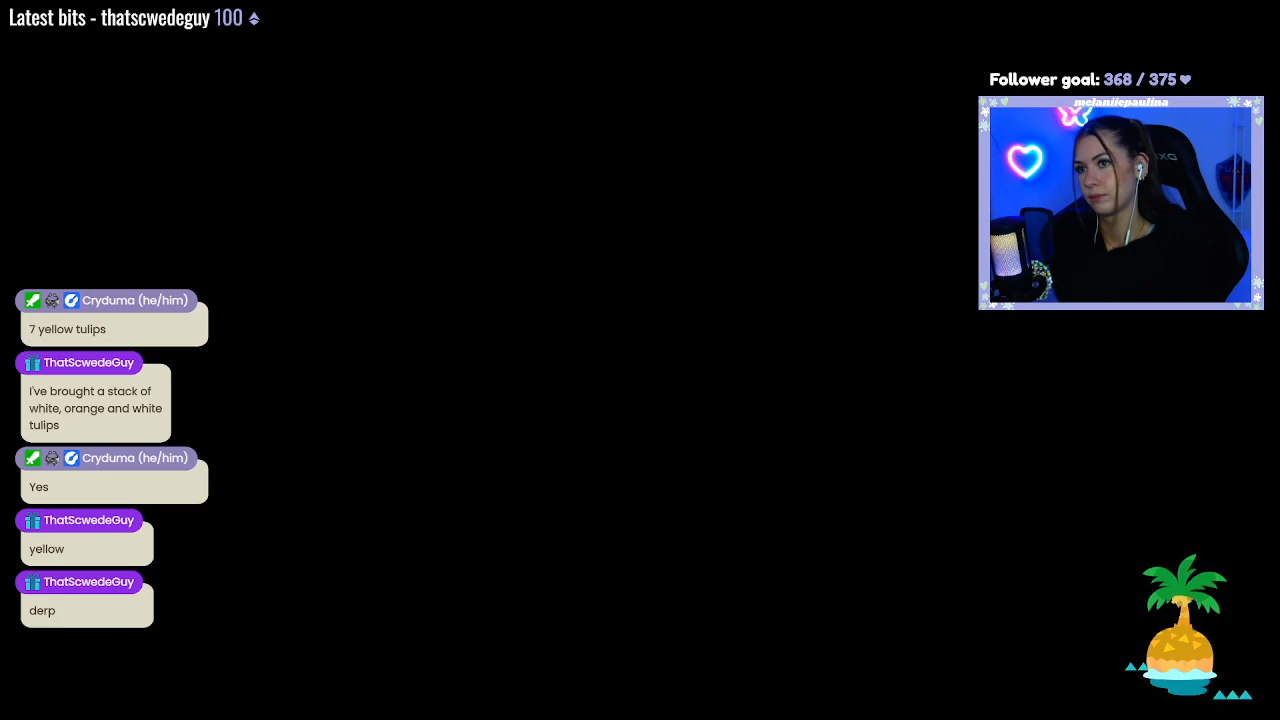 Latest bits - thatscwedeguy 100
Follower goal: 368 / 375
melaniiepaulina
Cryduma (he/him)
7 yellow tulips
ThatScwedeGuy
I've brought a stack of
white, orange and white
tulips
Cryduma (he/him)
Yes
ThatScwedeGuy
yellow
ThatScwedeGuy
derp